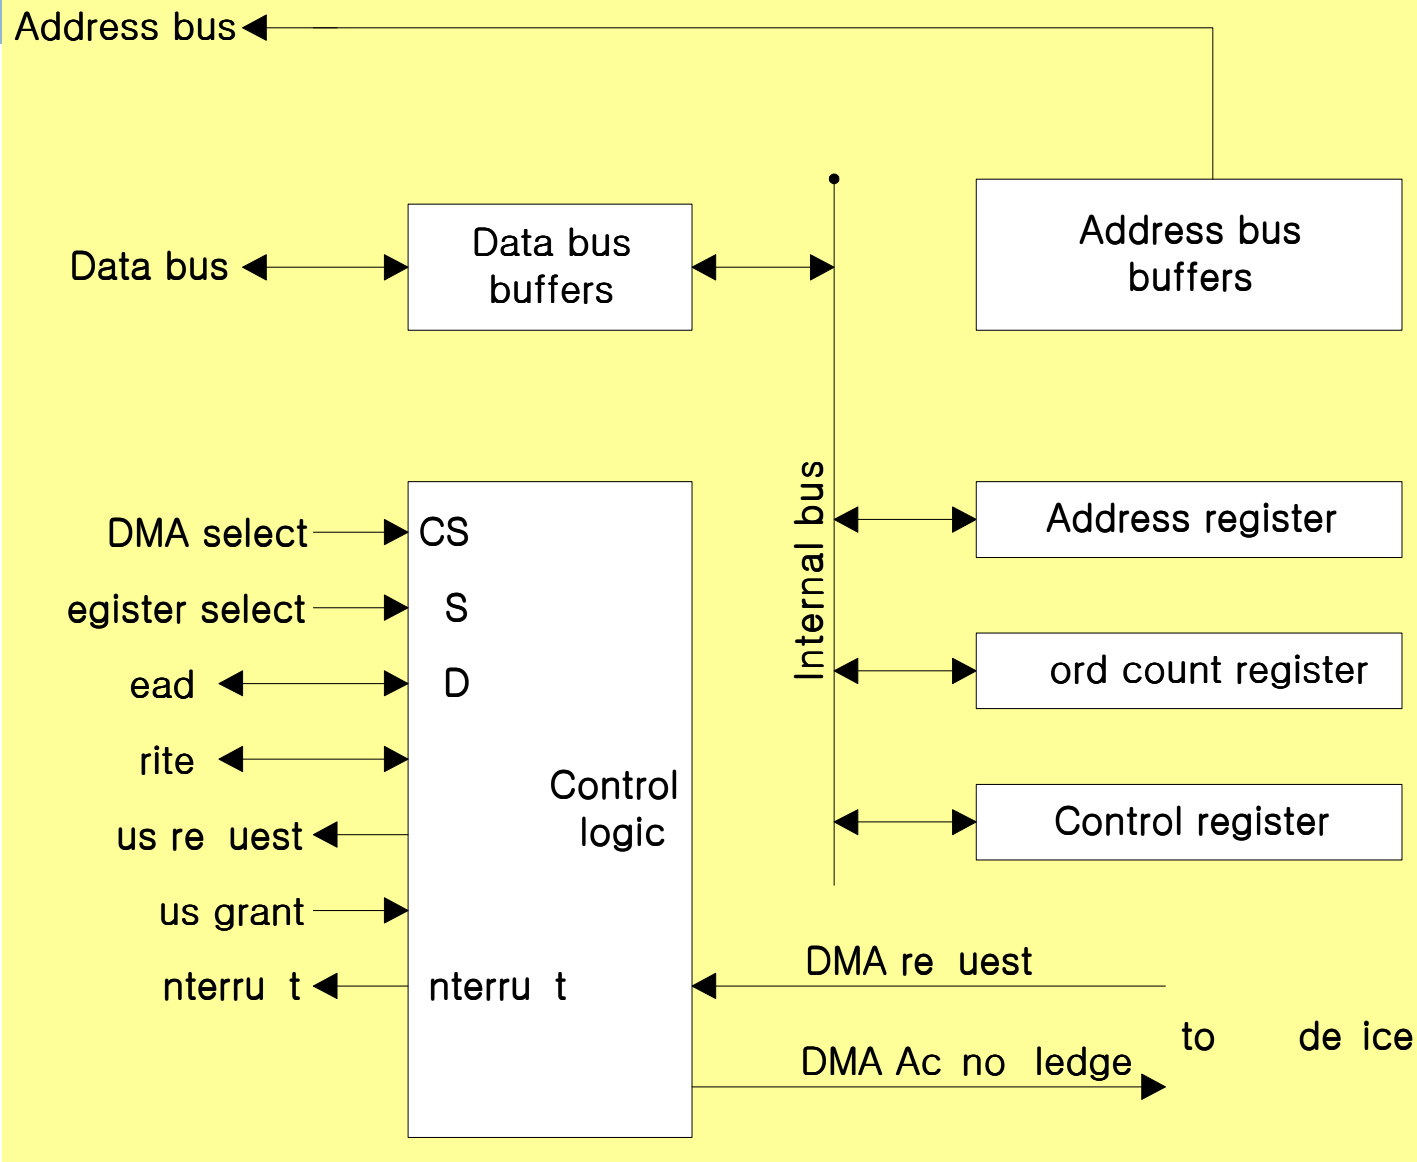 Address bus
Data bus
Data bus
buffers
Address bus
buffers
Internal bus
DMA select
CS
egister select
S
ead
D
rite
us re uest
us grant
nterru t
nterru t
Control
logic
Address register
ord count register
Control register
DMA re uest
DMA Ac no ledge
to de ice